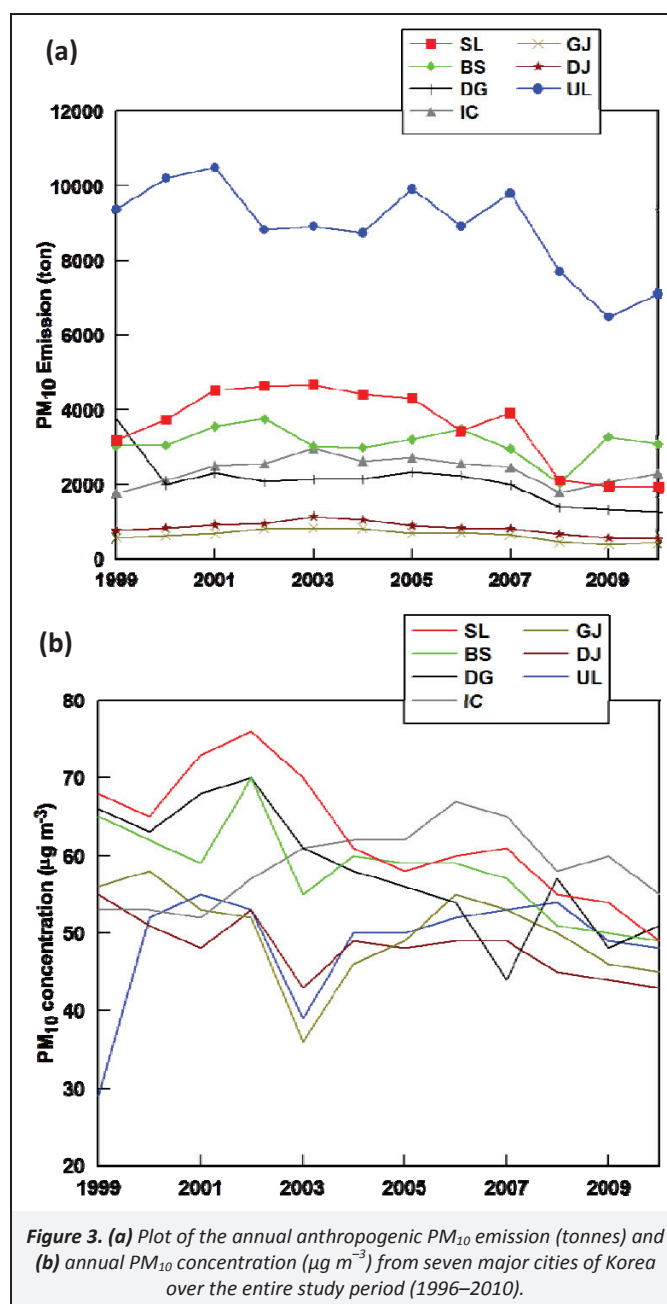 (a)
SL GJ
BS DJ
DG UL
IC
12000
10000
8000
6000
4000
2000
0
PM10 Emission (ton)
1999 2001 2003 2005 2007 2009
(b)
SL GJ
BS DJ
DG UL
IC
80
70
60
50
40
30
20
PM10 concentration (µg m-3)
1999 2001 2003 2005 2007 2009
Figure 3. (a) Plot of the annual anthropogenic PM10 emission (tonnes) and
(b) annual PM10 concentration (µg m–3) from seven major cities of Korea
over the entire study period (1996–2010).